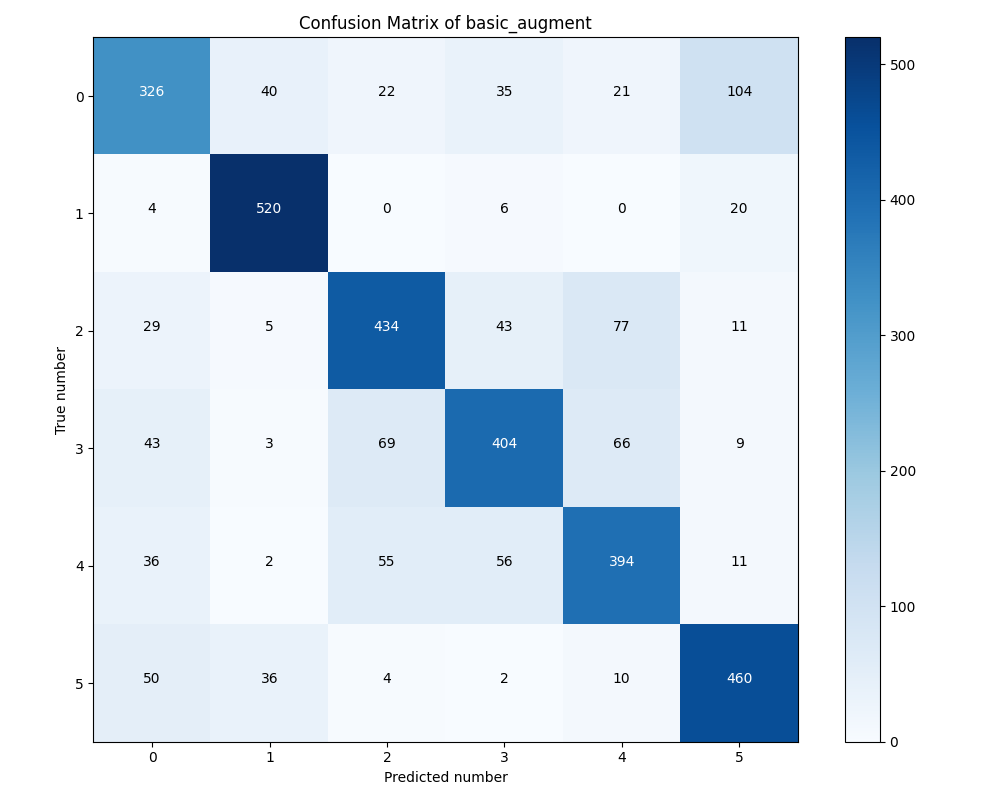 Confusion Matrix of basic_augment
0 326 40 22 35 21 104
1 4 520 0 6 0 20
2 29 5 434 43 77 11
3 43 3 69 404 66 9
4 36 2 55 56 394 11
5 50 36 4 2 10 460
0 1 2 3 4 5
Predicted number
True number
500
400
300
200
100
0